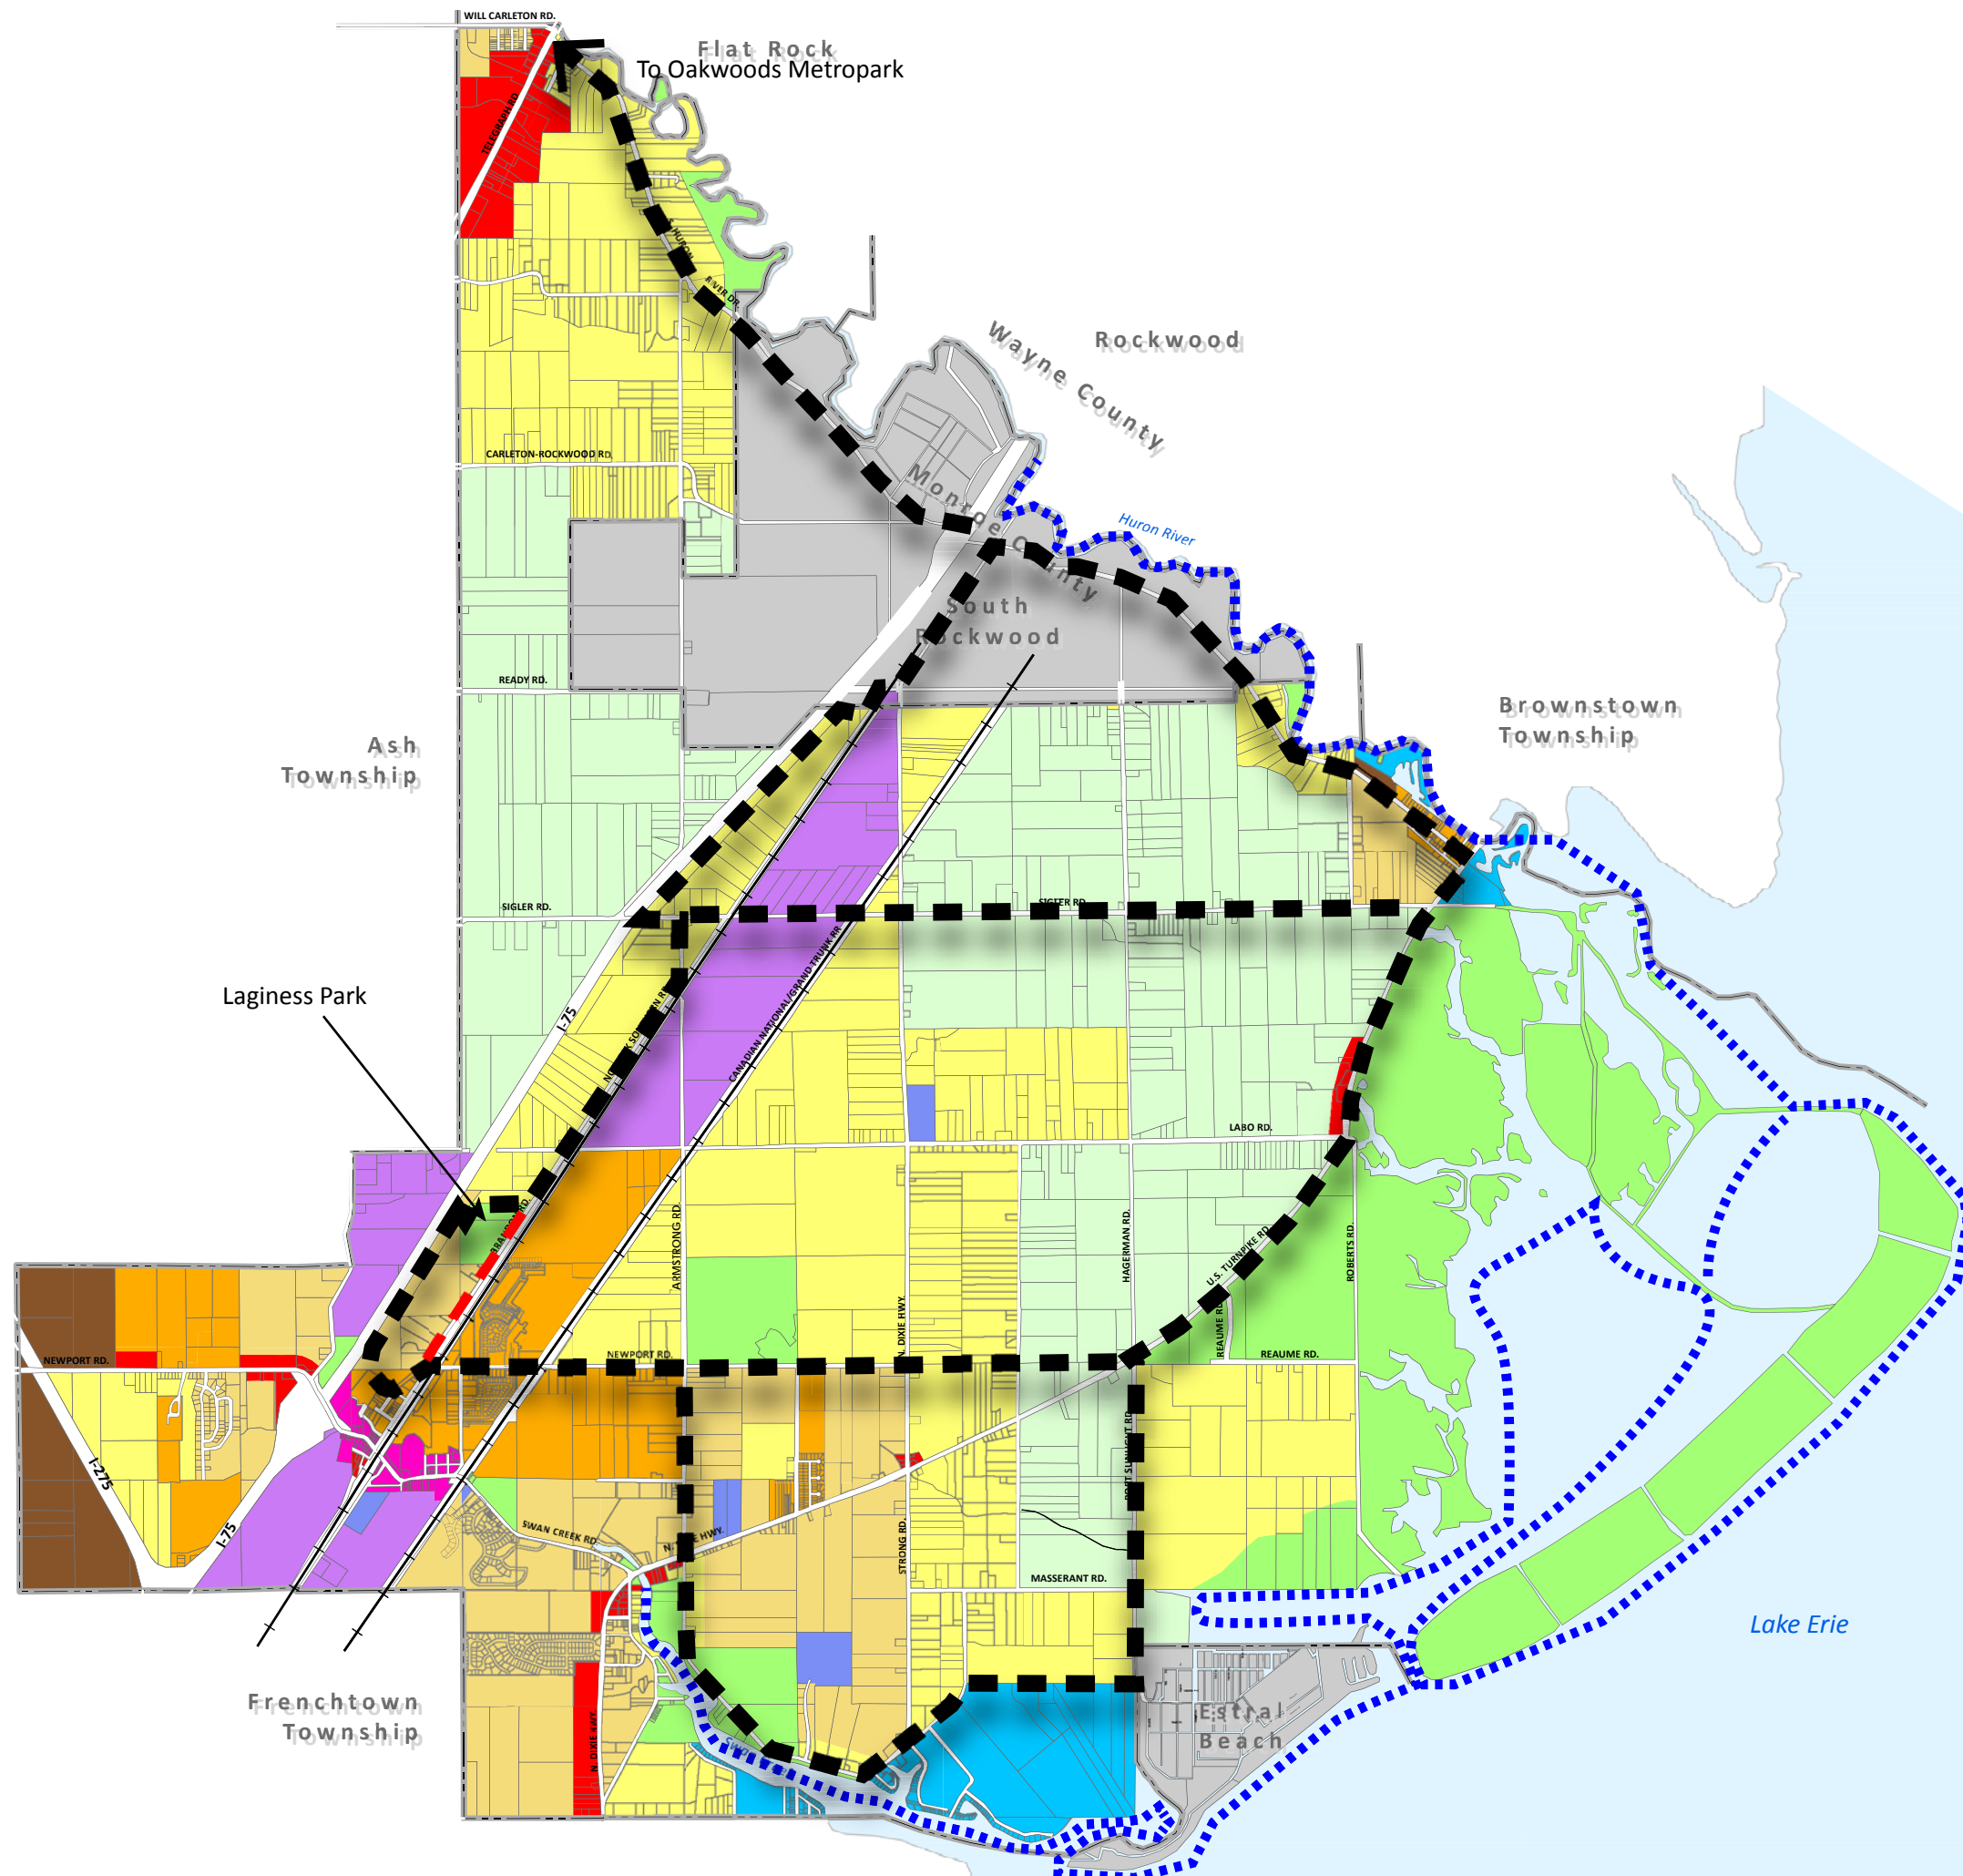 WILL CARLETON RD.
Flat Rock
To Oakwoods Metropark
TELEGRAPH RD.
S. HURON
RIVER DR.
Wayne County
Rockwood
CARLETON-ROCKWOOD RD.
Monroe County
Huron River
South
Rockwood
READY RD.
Brownstown
Township
Ash
Township
SIGLER RD.
SIGLER RD.
CANADIAN NATIONAL/GRAND TRUNK RR
Laginess Park
I-75
LABO RD.
ARMSTRONG RD.
HAGERMAN RD.
U.S. TURNPIKE RD.
ROBERTS RD.
REAUME RD.
N. DIXIE HWY.
NEWPORT RD.
NEWPORT RD.
REAUME RD.
I-275
I-75
SWAN CREEK RD.
STRONG RD.
MASSERANT RD.
Lake Erie
Frenchtown
Township
N. DIXIE HWY.
Estral
Beach